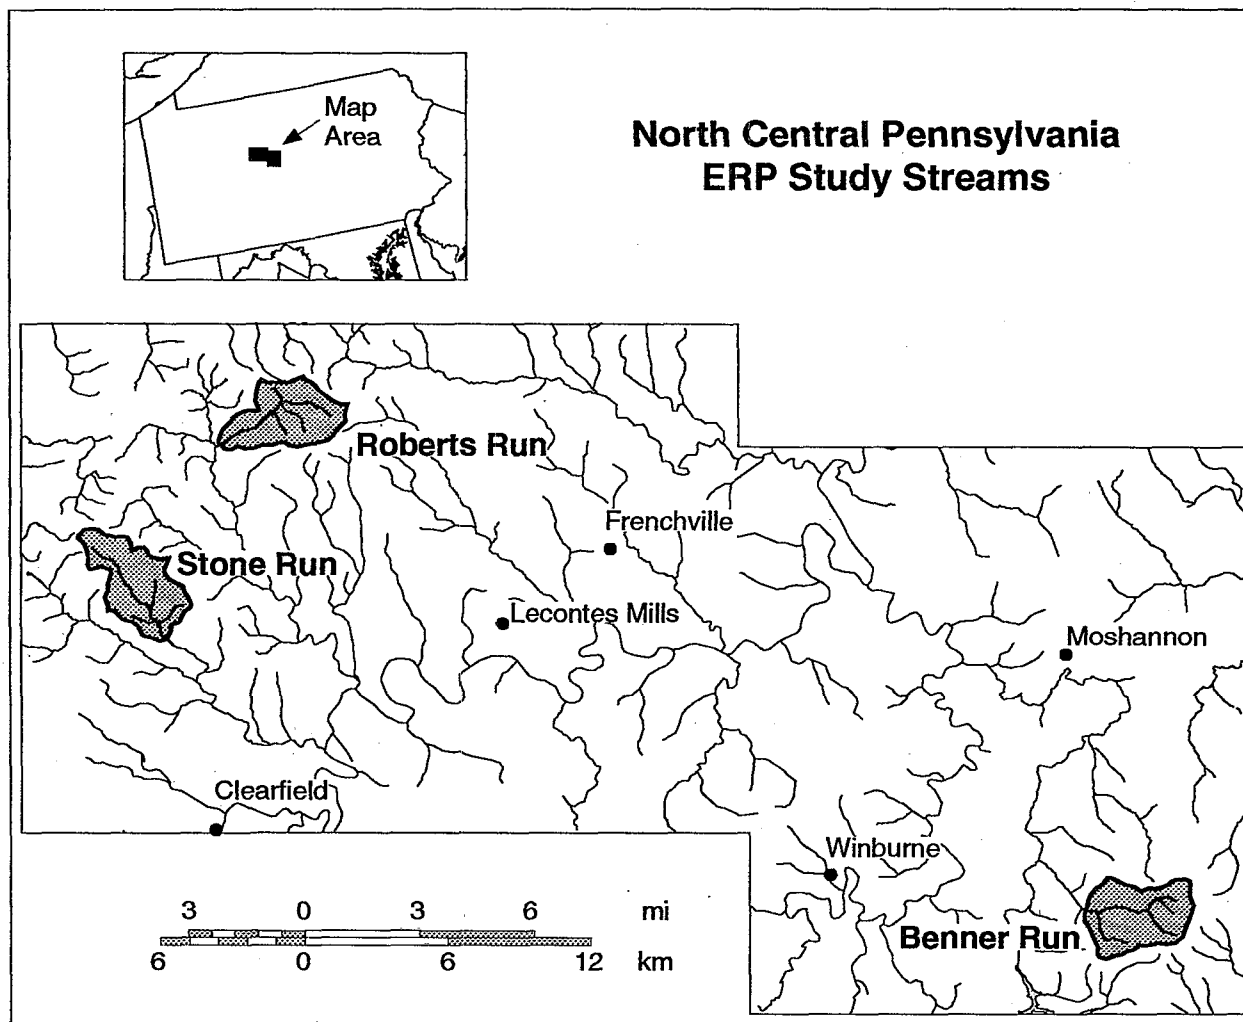 Map
Area
North Central Pennsylvania
ERP Study Streams
Roberts Run
Frenchville
Stone Run
Lecontes Mills
Moshannon
Clearfield
Winburne
Benner Run
3 0 3 6 mi
6 0 6 12 km